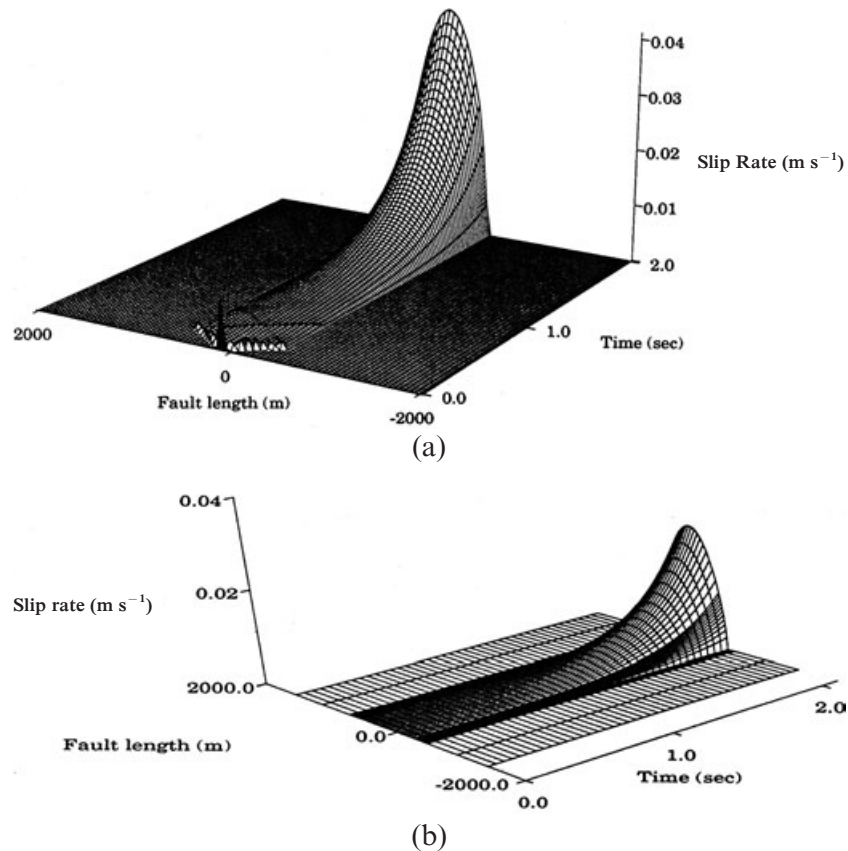 0.04
0.03
0.02
Slip Rate (m s⁻¹)
0.01
2.0
2000
1.0
Time (sec)
0
0.0
Fault length (m)
-2000
(a)
0.04
0.02
Slip rate (m s⁻¹)
2000.0
0.0
2.0
Fault length (m)
1.0
-2000.0
Time (sec)
0.0
(b)